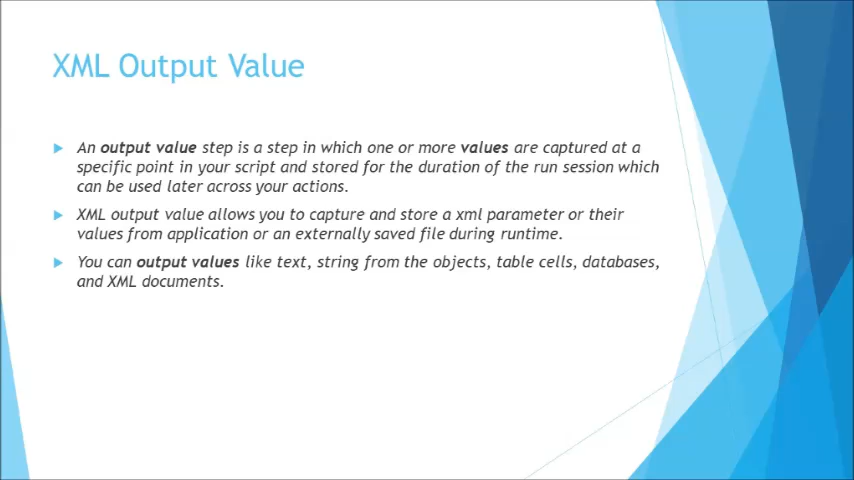 XML Output Value
An output value step is a step in which one or more values are captured at a
specific point in your script and stored for the duration of the run session which
can be used later across your actions.
XML output value allows you to capture and store a xml parameter or their
values from application or an externally saved file during runtime.
You can output values like text, string from the objects, table cells, databases,
and XML documents.